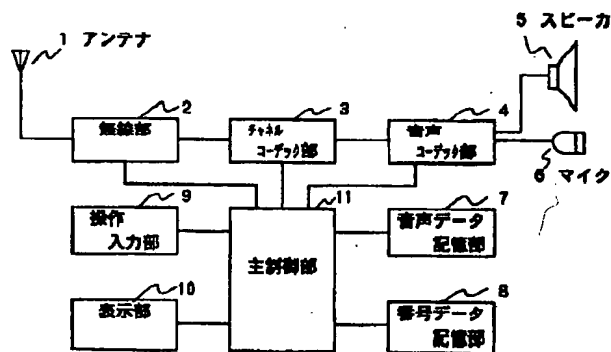 5 スピーカ
1 アンテナ
2
無線部
3
チャネル
コーデック部
4
音声
コーデック部
6 マイク
9
操作
入力部
11
主制御部
7
音声データ
記憶部
10
表示部
8
番号データ
記憶部